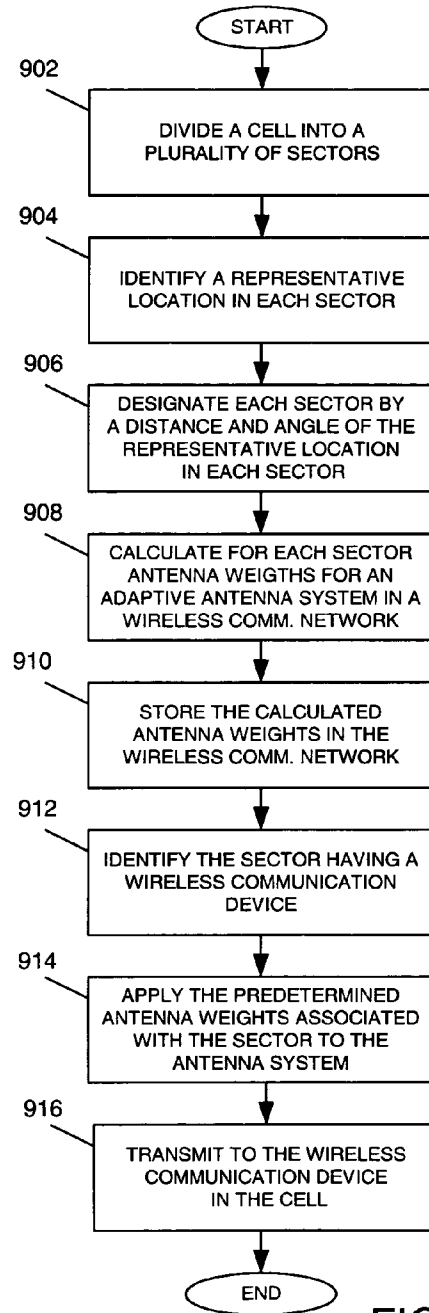 START
902
DIVIDE A CELL INTO A
PLURALITY OF SECTORS
904
IDENTIFY A REPRESENTATIVE
LOCATION IN EACH SECTOR
906
DESIGNATE EACH SECTOR BY
A DISTANCE AND ANGLE OF THE
REPRESENTATIVE LOCATION
IN EACH SECTOR
908
CALCULATE FOR EACH SECTOR
ANTENNA WEIGTHS FOR AN
ADAPTIVE ANTENNA SYSTEM IN A
WIRELESS COMM. NETWORK
910
STORE THE CALCULATED
ANTENNA WEIGHTS IN THE
WIRELESS COMM. NETWORK
912
IDENTIFY THE SECTOR HAVING A
WIRELESS COMMUNICATION
DEVICE
914
APPLY THE PREDETERMINED
ANTENNA WEIGHTS ASSOCIATED
WITH THE SECTOR TO THE
ANTENNA SYSTEM
916
TRANSMIT TO THE WIRELESS
COMMUNICATION DEVICE
IN THE CELL
END